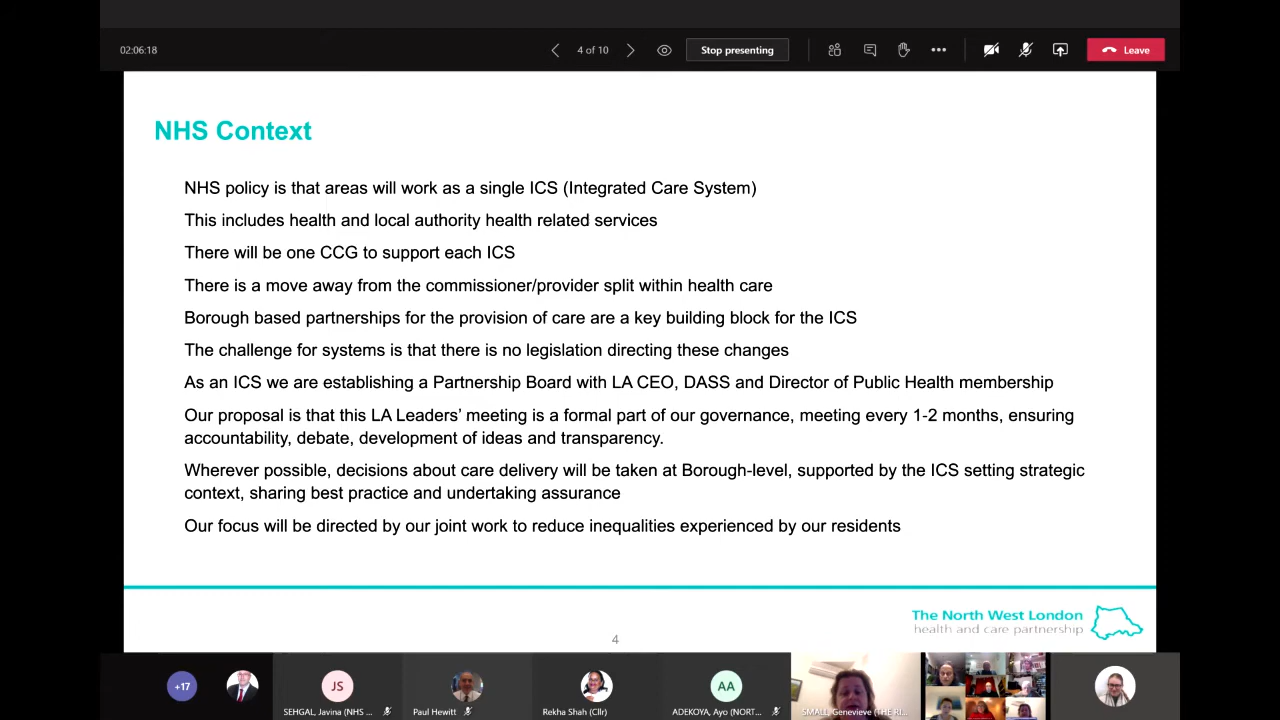 02:06:18
4 of 10
Stop presenting
Leave
NHS Context
NHS policy is that areas will work as a single ICS (Integrated Care System)
This includes health and local authority health related services
There will be one CCG to support each ICS
There is a move away from the commissioner/provider split within health care
Borough based partnerships for the provision of care are a key building block for the ICS
The challenge for systems is that there is no legislation directing these changes
As an ICS we are establishing a Partnership Board with LA CEO, DASS and Director of Public Health membership
Our proposal is that this LA Leaders' meeting is a formal part of our governance, meeting every 1-2 months, ensuring
accountability, debate, development of ideas and transparency.
Wherever possible, decisions about care delivery will be taken at Borough-level, supported by the ICS setting strategic
context, sharing best practice and undertaking assurance
Our focus will be directed by our joint work to reduce inequalities experienced by our residents
The North West London
health and care partnership
4
+17
JS
AA
SEHGAL, Javina (NHS ...
Paul Hewitt
Rekha Shah (Cllr)
ADEKOYA, Ayo (NORT...
SMALL, Genevieve (THE RI...